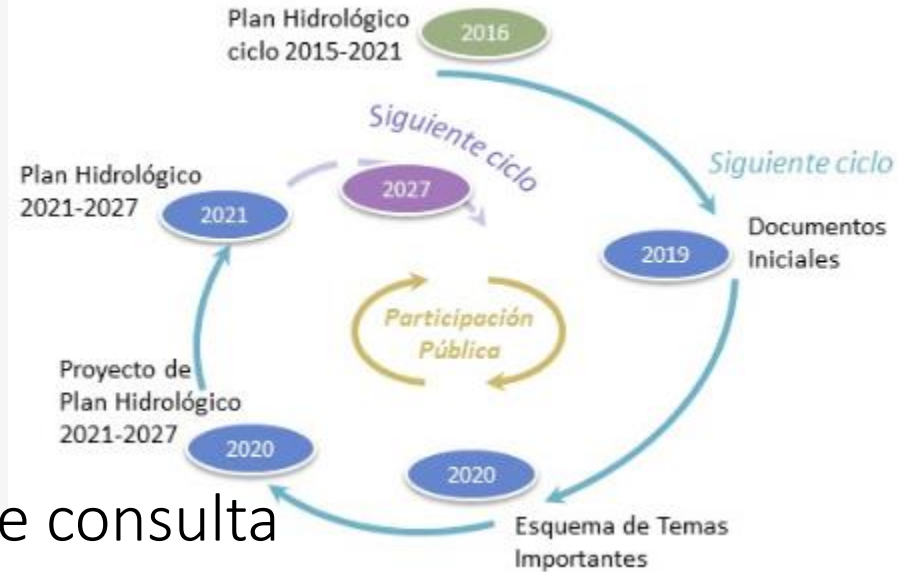 Plan Hidrológico
ciclo 2015-2021
2016
Siguiente ciclo
Siguiente ciclo
Plan Hidrológico
2021-2027
2021
2027
2019
Documentos
Iniciales
Participación
Pública
Proyecto de
Plan Hidrológico
2021-2027
2020
2020
Esquema de Temas
Importantes
e consulta